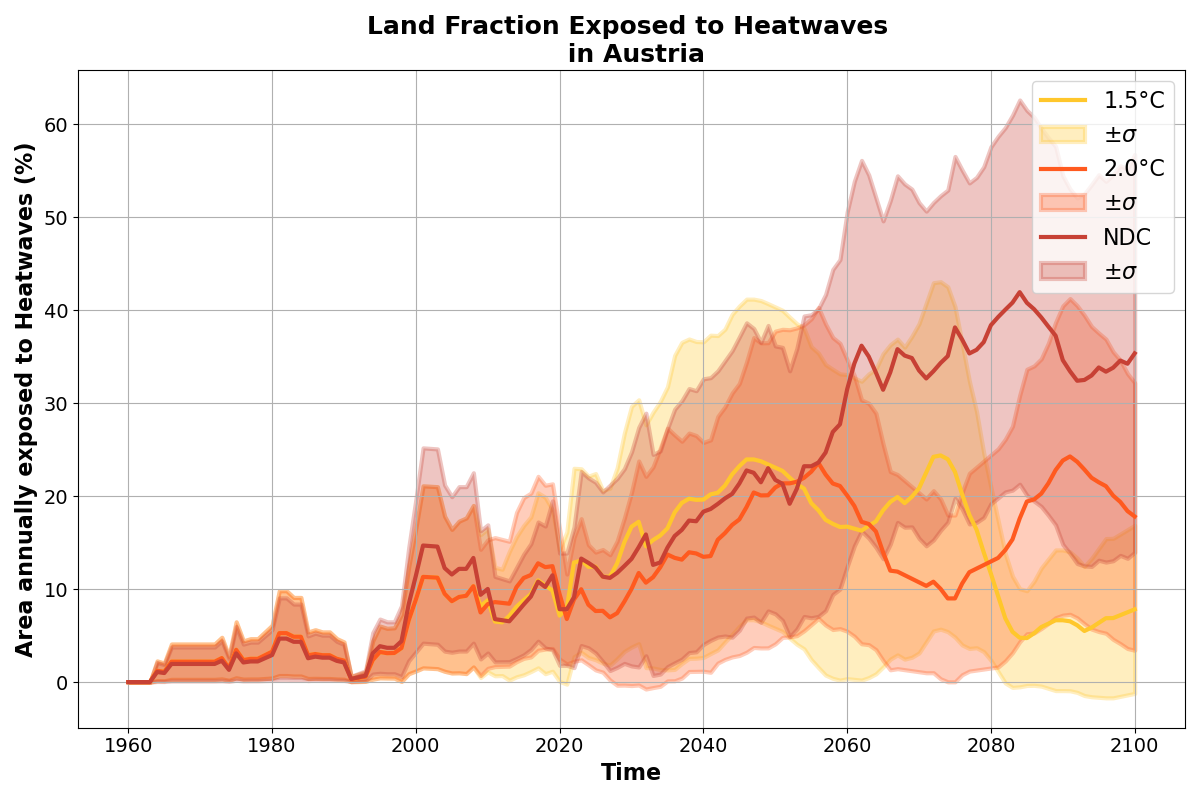 Land Fraction Exposed to Heatwaves
in Austria
Area annually exposed to Heatwaves (%)
60
50
40
30
20
10
0
1.5°C
±σ
2.0°C
±σ
NDC
±σ
1960 1980 2000 2020 2040 2060 2080 2100
Time